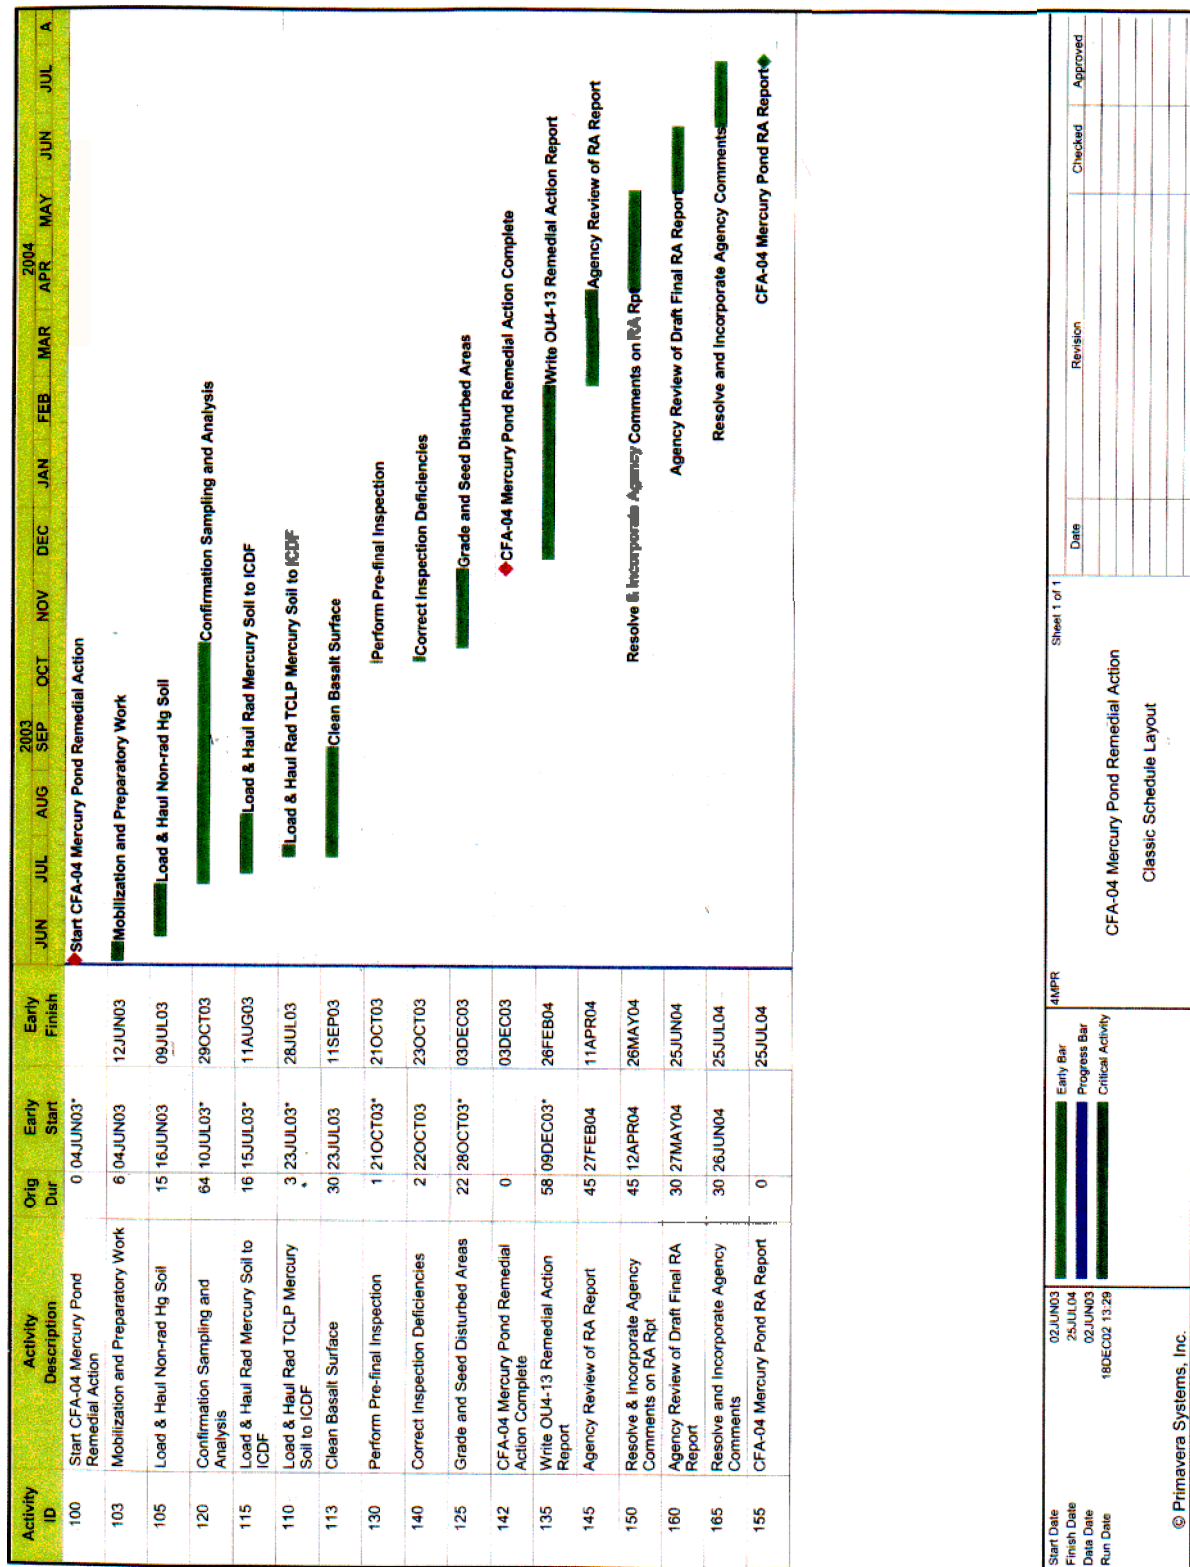 Activity ID Activity Description Orig Dur Early Start Early Finish
2003 2004
JUN JUL AUG SEP OCT NOV DEC JAN FEB MAR APR MAY JUN JUL A
100 Start CFA-04 Mercury Pond Remedial Action 0 04JUN03* Start CFA-04 Mercury Pond Remedial Action
103 Mobilization and Preparatory Work 6 04JUN03 12JUN03 Mobilization and Preparatory Work
105 Load & Haul Non-rad Hg Soil 15 16JUN03 09JUL03 Load & Haul Non-rad Hg Soil
120 Confirmation Sampling and Analysis 64 10JUL03* 29OCT03 Confirmation Sampling and Analysis
115 Load & Haul Rad Mercury Soil to ICDF 16 15JUL03* 11AUG03 Load & Haul Rad Mercury Soil to ICDF
110 Load & Haul Rad TCLP Mercury Soil to ICDF 3 23JUL03* 28JUL03 Load & Haul Rad TCLP Mercury Soil to ICDF
113 Clean Basalt Surface 30 23JUL03 11SEP03 Clean Basalt Surface
130 Perform Pre-final Inspection 1 21OCT03* 21OCT03 Perform Pre-final Inspection
140 Correct Inspection Deficiencies 2 22OCT03 23OCT03 Correct Inspection Deficiencies
125 Grade and Seed Disturbed Areas 22 28OCT03* 03DEC03 Grade and Seed Disturbed Areas
142 CFA-04 Mercury Pond Remedial Action Complete 0 03DEC03 CFA-04 Mercury Pond Remedial Action Complete
135 Write OU4-13 Remedial Action Report 58 09DEC03* 26FEB04 Write OU4-13 Remedial Action Report
145 Agency Review of RA Report 45 27FEB04 11APR04 Agency Review of RA Report
150 Resolve & Incorporate Agency Comments on RA Rpt 45 12APR04 26MAY04 Resolve & Incorporate Agency Comments on RA Rpt
160 Agency Review of Draft Final RA Report 30 27MAY04 25JUN04 Agency Review of Draft Final RA Report
165 Resolve and Incorporate Agency Comments 30 26JUN04 25JUL04 Resolve and Incorporate Agency Comments
155 CFA-04 Mercury Pond RA Report 0 25JUL04 CFA-04 Mercury Pond RA Report
Start Date 02JUN03
Finish Date 25JUL04
Data Date 02JUN03
Run Date 18DEC02 13:29
© Primavera Systems, Inc.
Early Bar
Progress Bar
Critical Activity
4MPR
Sheet 1 of 1
CFA-04 Mercury Pond Remedial Action
Classic Schedule Layout
Date Revision Checked Approved